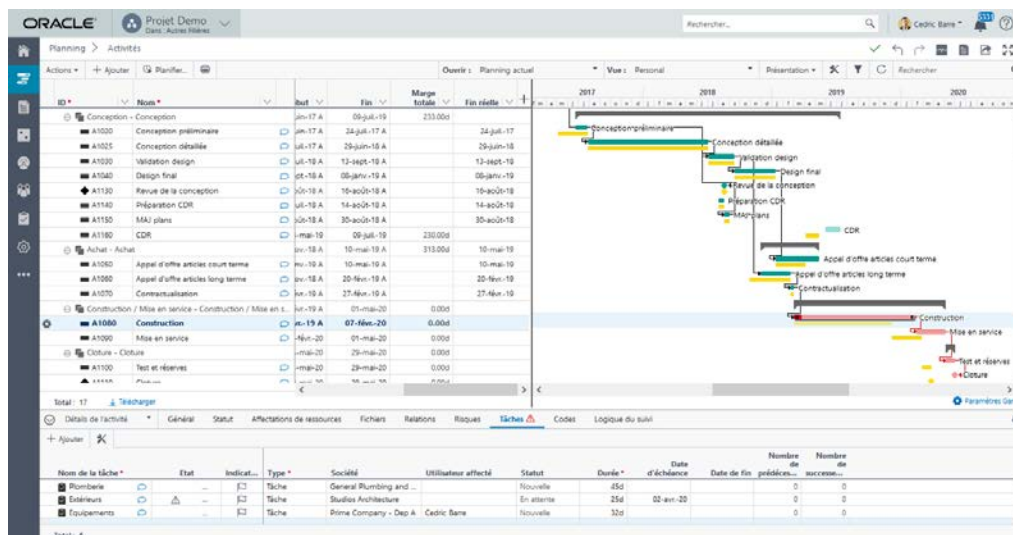 ORACLE Projet Demo
Dans : Autres Filières
Rechercher... Cedric Barre
Planning > Activités
Actions + Ajouter Planifier... Ouvrir : Planning actuel Vue : Personal Présentation Rechercher
ID * Nom * Fin Marge totale Fin réelle 2017 2018 2019 2020
Conception - Conception 09-juil.-19 233.00d
A1020 Conception préliminaire 24-juil.-17 A 24-juil.-17 Conception préliminaire
A1025 Conception détaillée 29-juin-18 A 29-juin-18 Conception détaillée
A1030 Validation design 13-sept.-18 A 13-sept.-18 Validation design
A1040 Design final 08-janv.-19 A 08-janv.-19 Design final
A1130 Revue de la conception 16-août-18 A 16-août-18 Revue de la conception
A1140 Préparation CDR 14-août-18 A 14-août-18 Préparation CDR
A1150 MAJ plans 30-août-18 A 30-août-18 MAJ plans
A1160 CDR 09-juil.-19 230.00d CDR
Achat - Achat 10-mai-19 A 313.00d 10-mai-19
A1050 Appel d'offre articles court terme 10-mai-19 A 10-mai-19 Appel d'offre articles court terme
A1060 Appel d'offre articles long terme 20-févr.-19 A 20-févr.-19 Appel d'offre articles long terme
A1070 Contractualisation 27-févr.-19 A 27-févr.-19 Contractualisation
Construction / Mise en service - Construction / Mise en s... 01-mai-20 0.00d
A1080 Construction 07-févr.-20 0.00d Construction
A1090 Mise en service 01-mai-20 0.00d Mise en service
Cloture - Cloture 29-mai-20 0.00d
A1100 Test et réserves 29-mai-20 0.00d Test et réserves
Cloture
Total : 17 Télécharger Paramètres Gan
Détails de l'activité Général Statut Affectations de ressources Fichiers Relations Risques Tâches Codes Logique du suivi
+ Ajouter
Nom de la tâche * Etat Indicat... Type * Société Utilisateur affecté Statut Durée * Date d'échéance Date de fin Nombre de prédéces... Nombre de successe...
Plomberie Tâche General Plumbing and ... Nouvelle 45d 0 0
Extérieurs Tâche Studios Architecture En attente 25d 02-avr.-20 0 0
Equipements Tâche Prime Company - Dep A Cedric Barre Nouvelle 32d 0 0